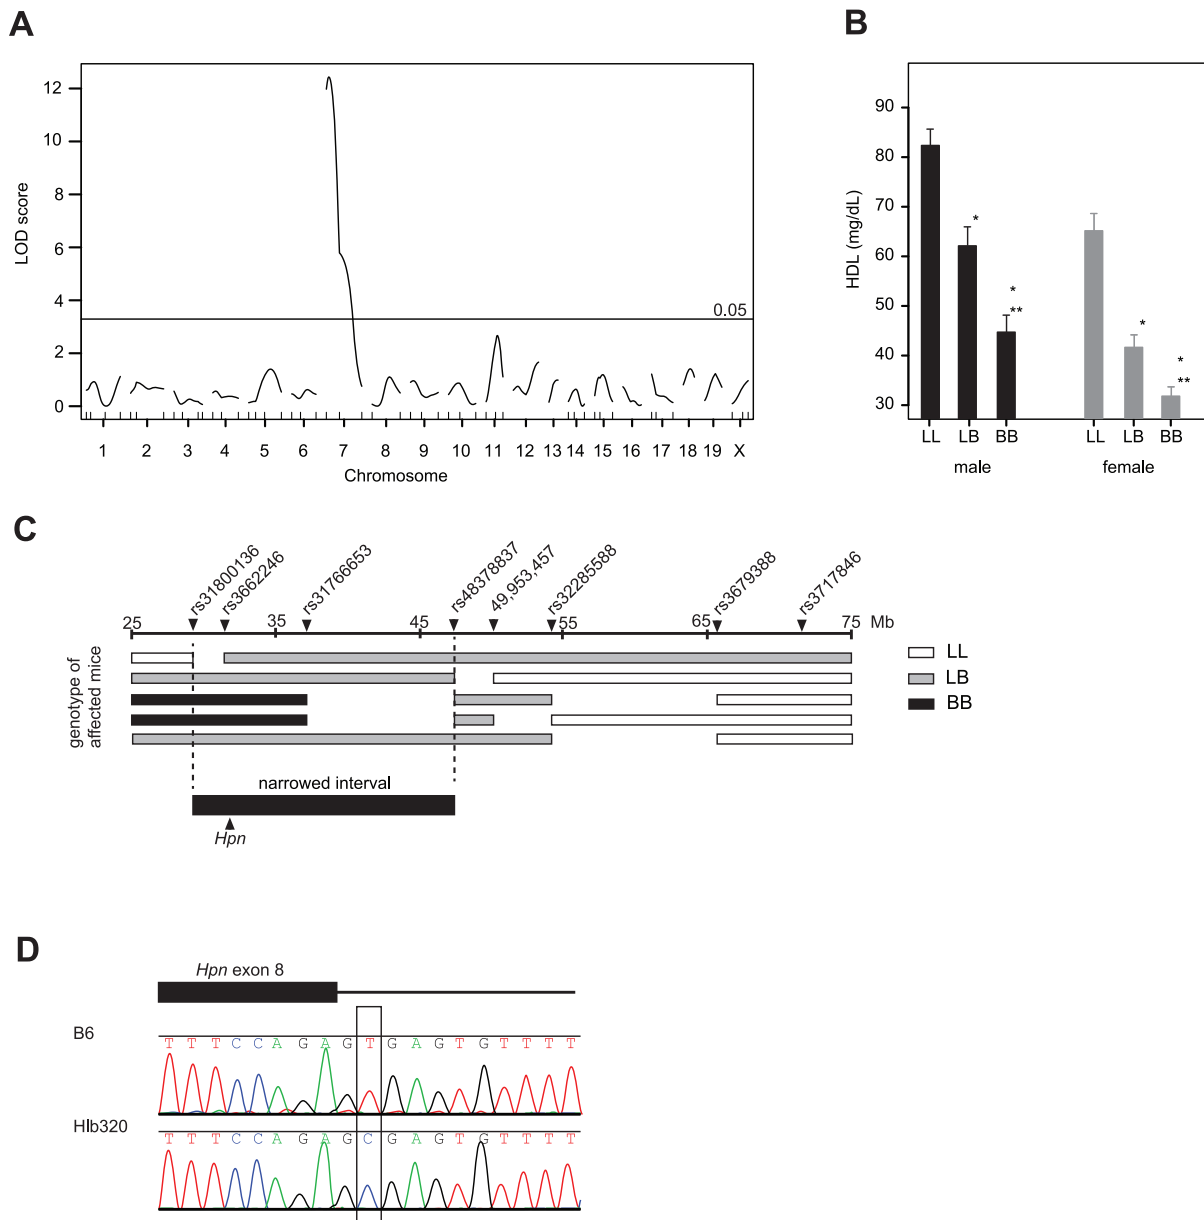 A
LOD score
12
10
8
6
4
2
0
0.05
1 2 3 4 5 6 7 8 9 10 11 12 13 14 15 16 17 18 19 X
Chromosome
B
HDL (mg/dL)
90
80
70
60
50
40
30
*
*
**
*
*
**
LL LB BB LL LB BB
male female
C
rs31800136
rs3662246
rs31766653
rs48378837
49,953,457
rs32285588
rs3679388
rs3717846
25 35 45 55 65 75 Mb
genotype of
affected mice
LL
LB
BB
narrowed interval
Hpn
D
Hpn exon 8
B6
T T T C C A G A G T G A G T G T T T T
Hlb320
T T T C C A G A G C G A G T G T T T T